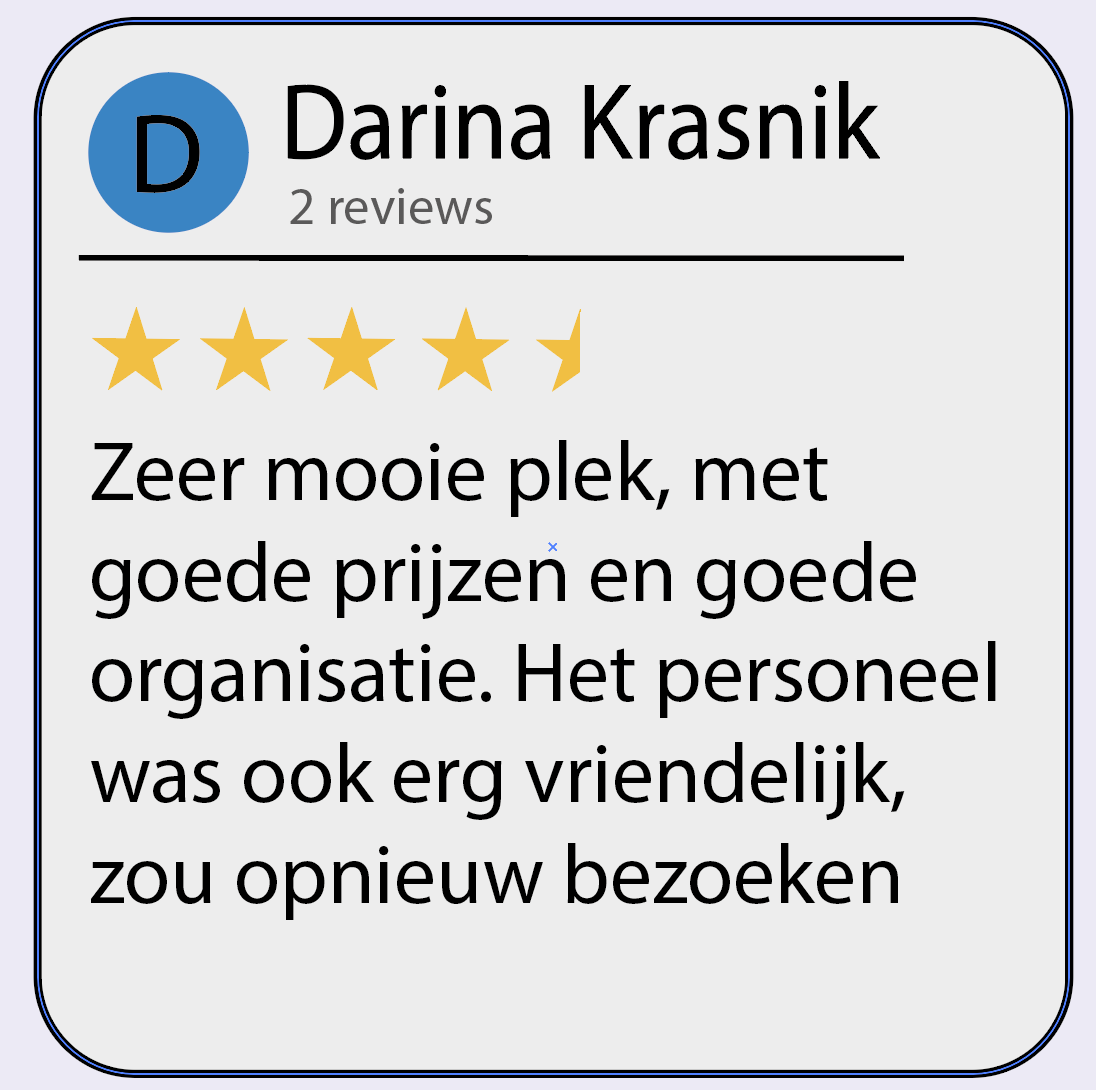 D
Darina Krasnik
2 reviews
Zeer mooie plek, met
goede prijzen en goede
organisatie. Het personeel
was ook erg vriendelijk,
zou opnieuw bezoeken